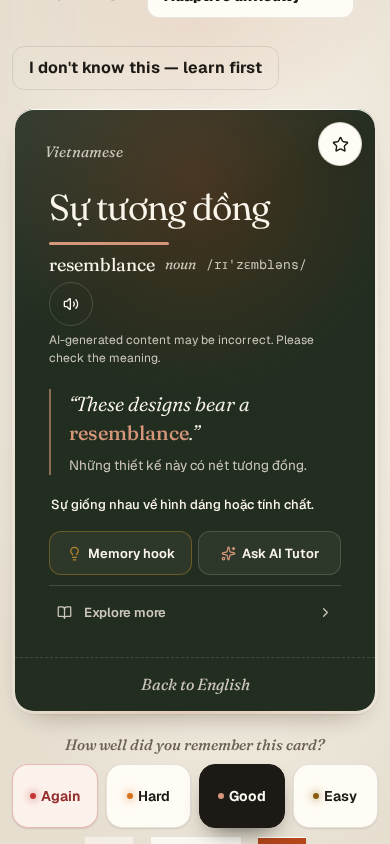 I don't know this — learn first
Vietnamese
Sự tương đồng
resemblance noun /rɪˈzɛmbləns/
AI-generated content may be incorrect. Please
check the meaning.
“These designs bear a
resemblance.”
Những thiết kế này có nét tương đồng.
Sự giống nhau về hình dáng hoặc tính chất.
Memory hook
Ask AI Tutor
Explore more
Back to English
How well did you remember this card?
Again
Hard
Good
Easy